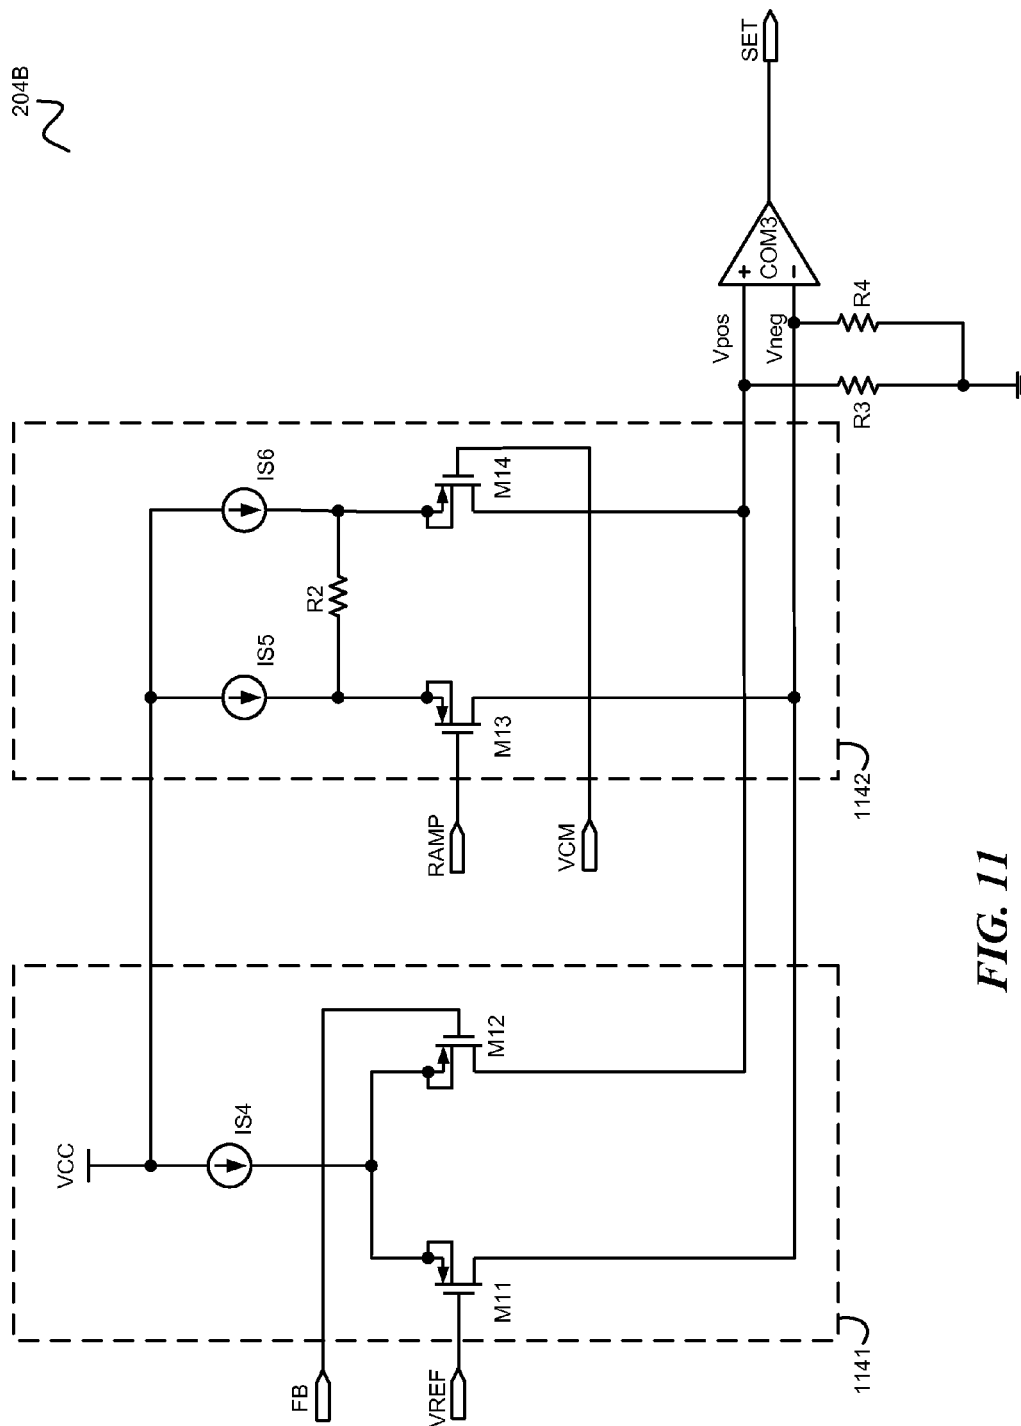 204B
VCC
IS4
IS5
IS6
R2
FB
VREF
M11
M12
RAMP
VCM
M13
M14
Vpos
Vneg
+
COM3
−
SET
R3
R4
1141
1142
FIG. 11